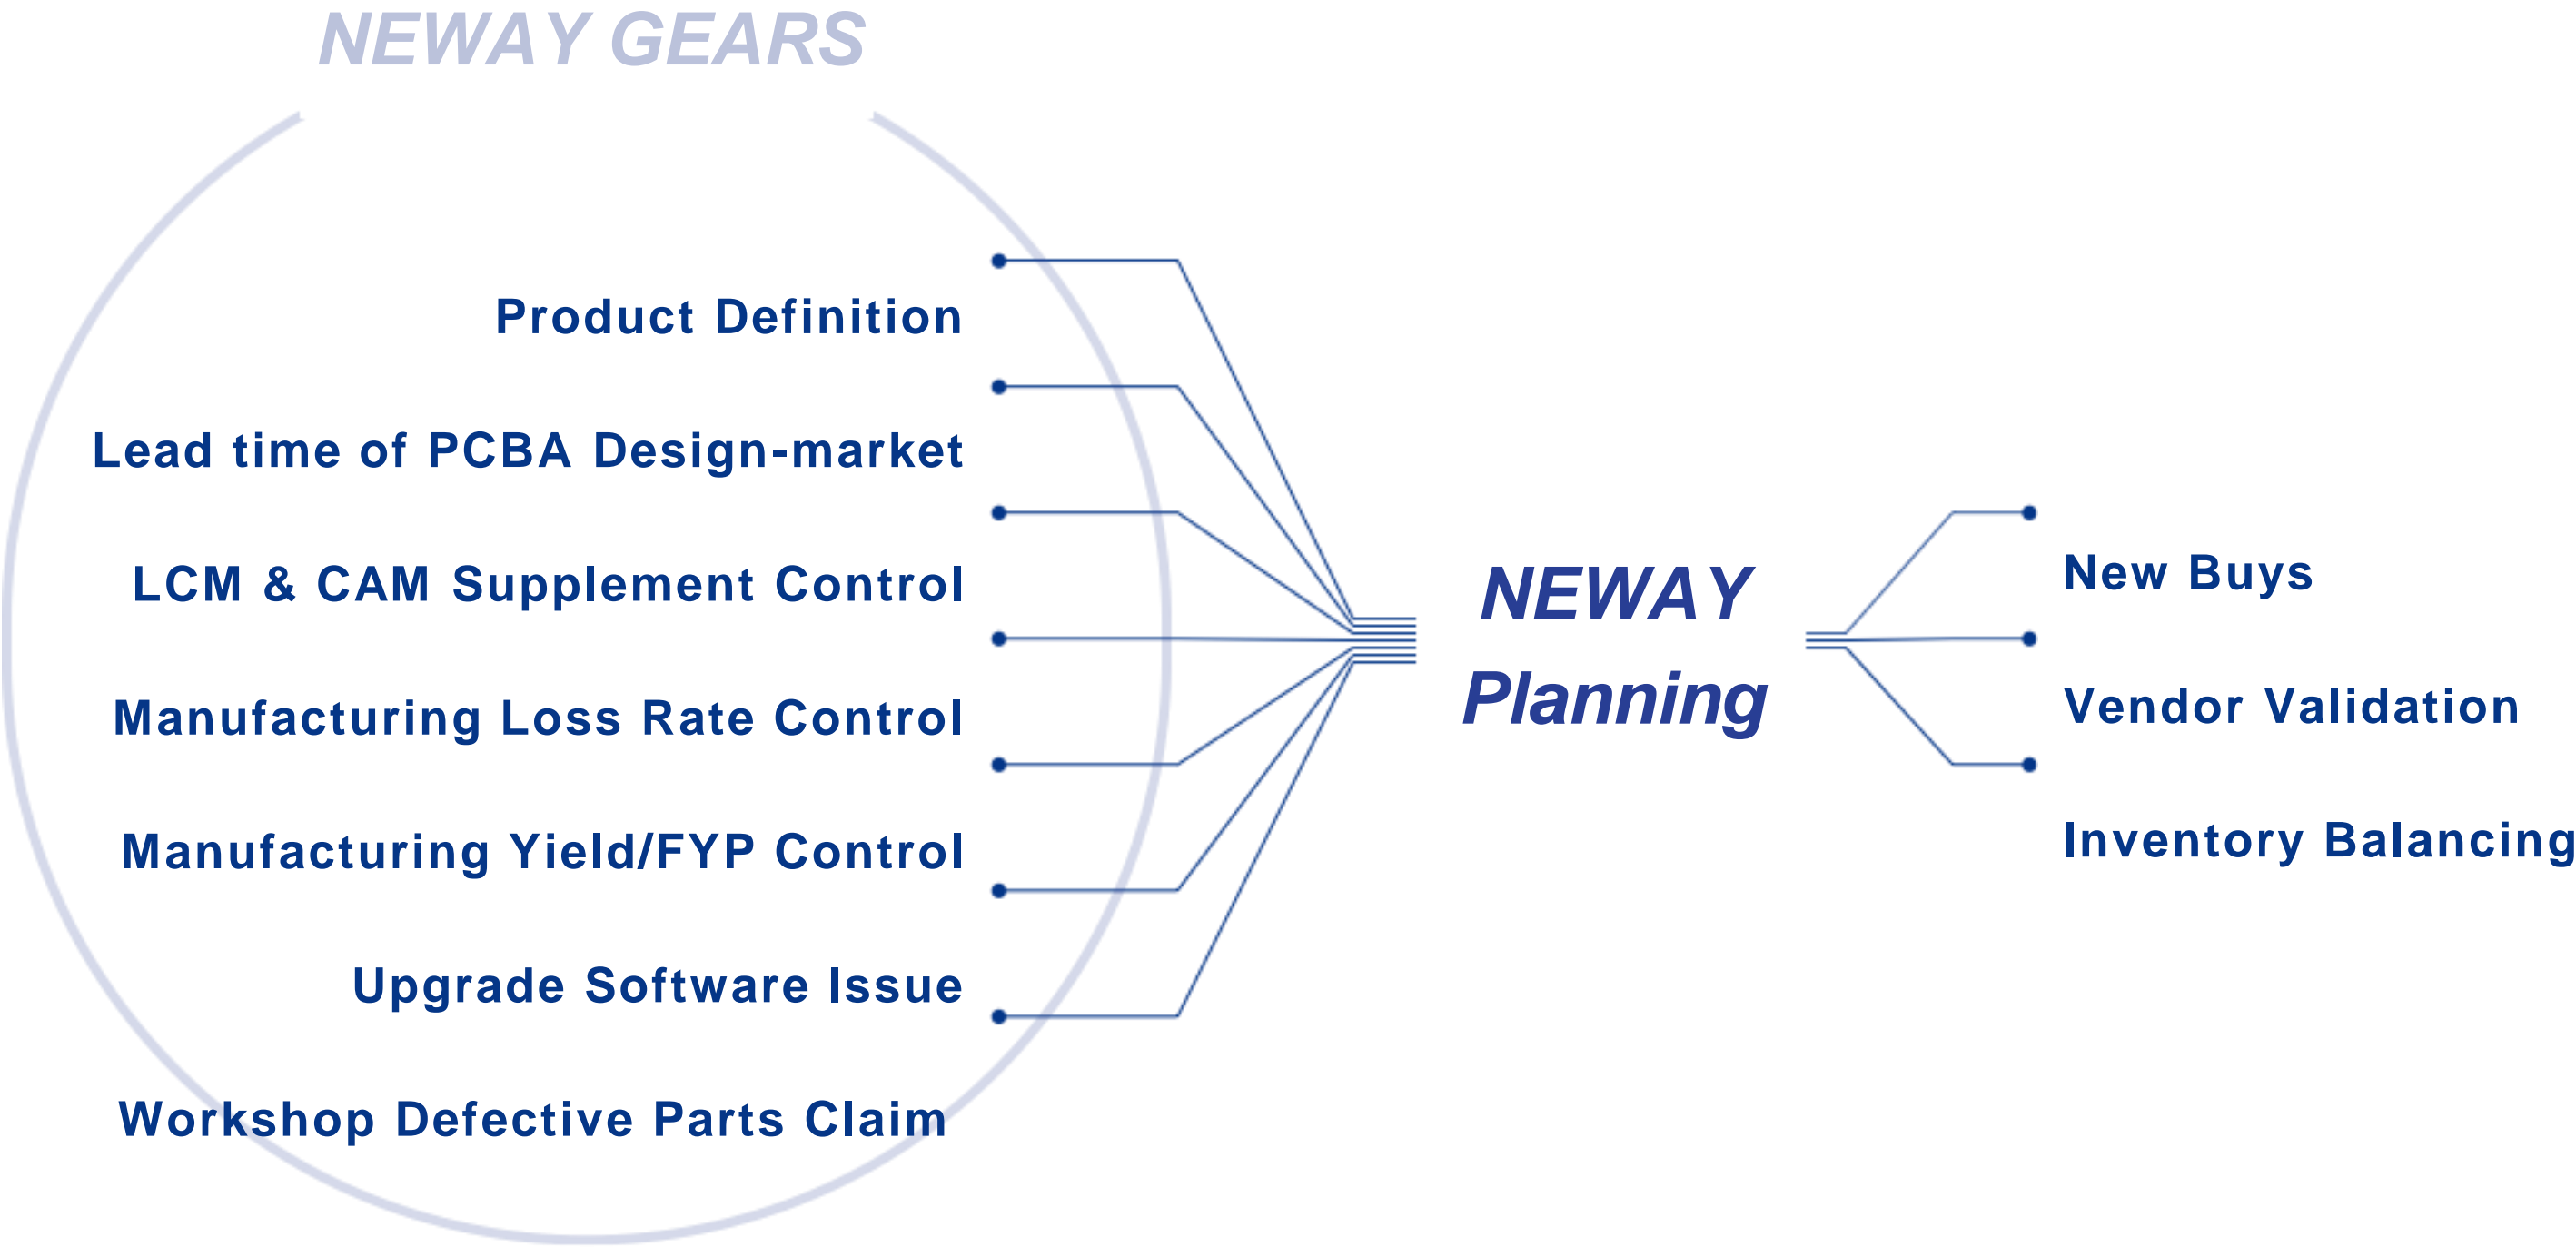 NEWAY GEARS
Product Definition
Lead time of PCBA Design-market
LCM & CAM Supplement Control
Manufacturing Loss Rate Control
Manufacturing Yield/FYP Control
Upgrade Software Issue
Workshop Defective Parts Claim
NEWAY
Planning
New Buys
Vendor Validation
Inventory Balancing